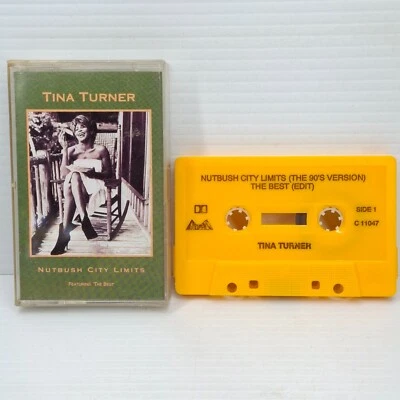 TINA TURNER
NUTBUSH CITY LIMITS
FEATURING THE BEST
NUTBUSH CITY LIMITS (THE 90'S VERSION)
THE BEST (EDIT)
SIDE 1
C 11047
TINA TURNER